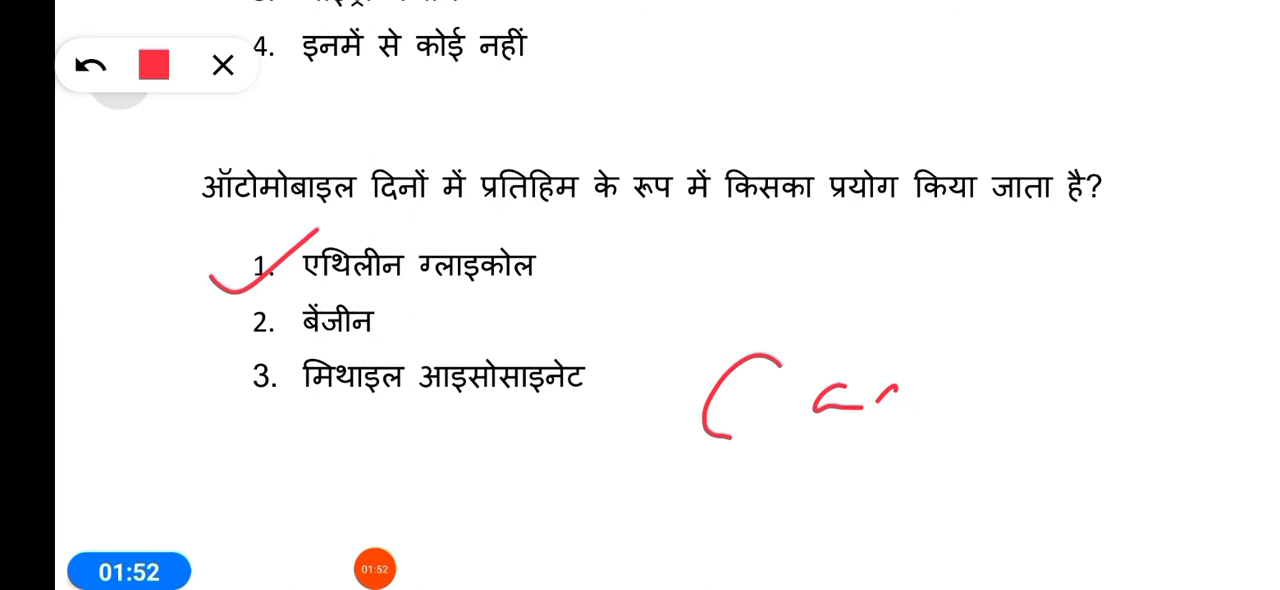 4. इनमें से कोई नहीं
ऑटोमोबाइल दिनों में प्रतिहिम के रूप में किसका प्रयोग किया जाता है?
1. एथिलीन ग्लाइकोल
2. बेंजीन
3. मिथाइल आइसोसाइनेट
01:52
01:52